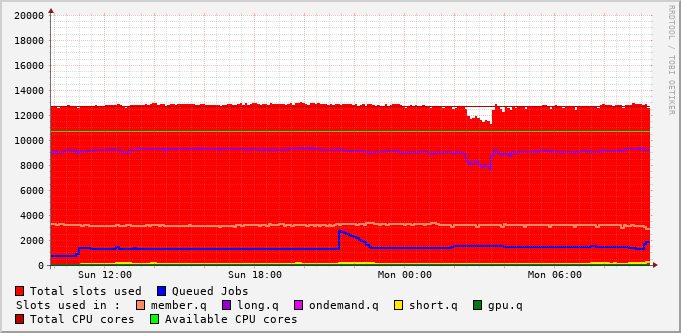 20000
18000
16000
14000
12000
10000
8000
6000
4000
2000
0
Sun 12:00 Sun 18:00 Mon 00:00 Mon 06:00
Total slots used Queued Jobs
Slots used in : member.q long.q ondemand.q short.q gpu.q
Total CPU cores Available CPU cores
RRDTOOL / TOBI OETIKER